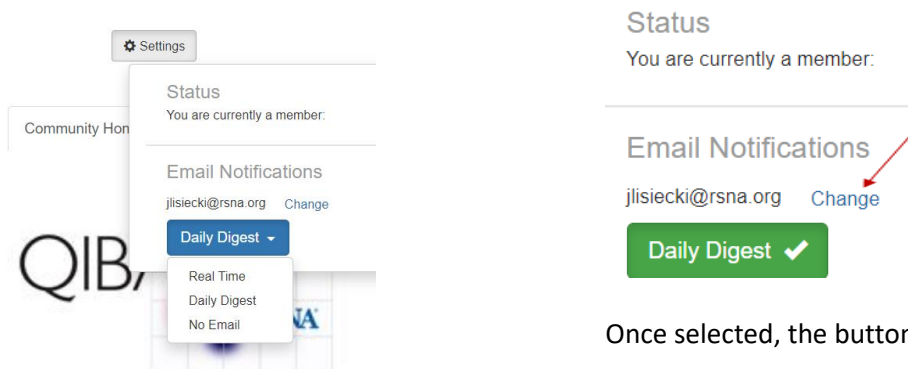 Settings
Status
You are currently a member:
Community Hon
Email Notifications
jlisiecki@rsna.org Change
Daily Digest
QIB
Real Time
Daily Digest
No Email
NA
Status
You are currently a member:
Email Notifications
jlisiecki@rsna.org Change
Daily Digest
Once selected, the button